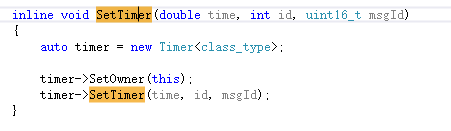 inline void SetTimer(double time, int id, uint16_t msgId)
{
    auto timer = new Timer<class_type>;

    timer->SetOwner(this);
    timer->SetTimer(time, id, msgId);
}